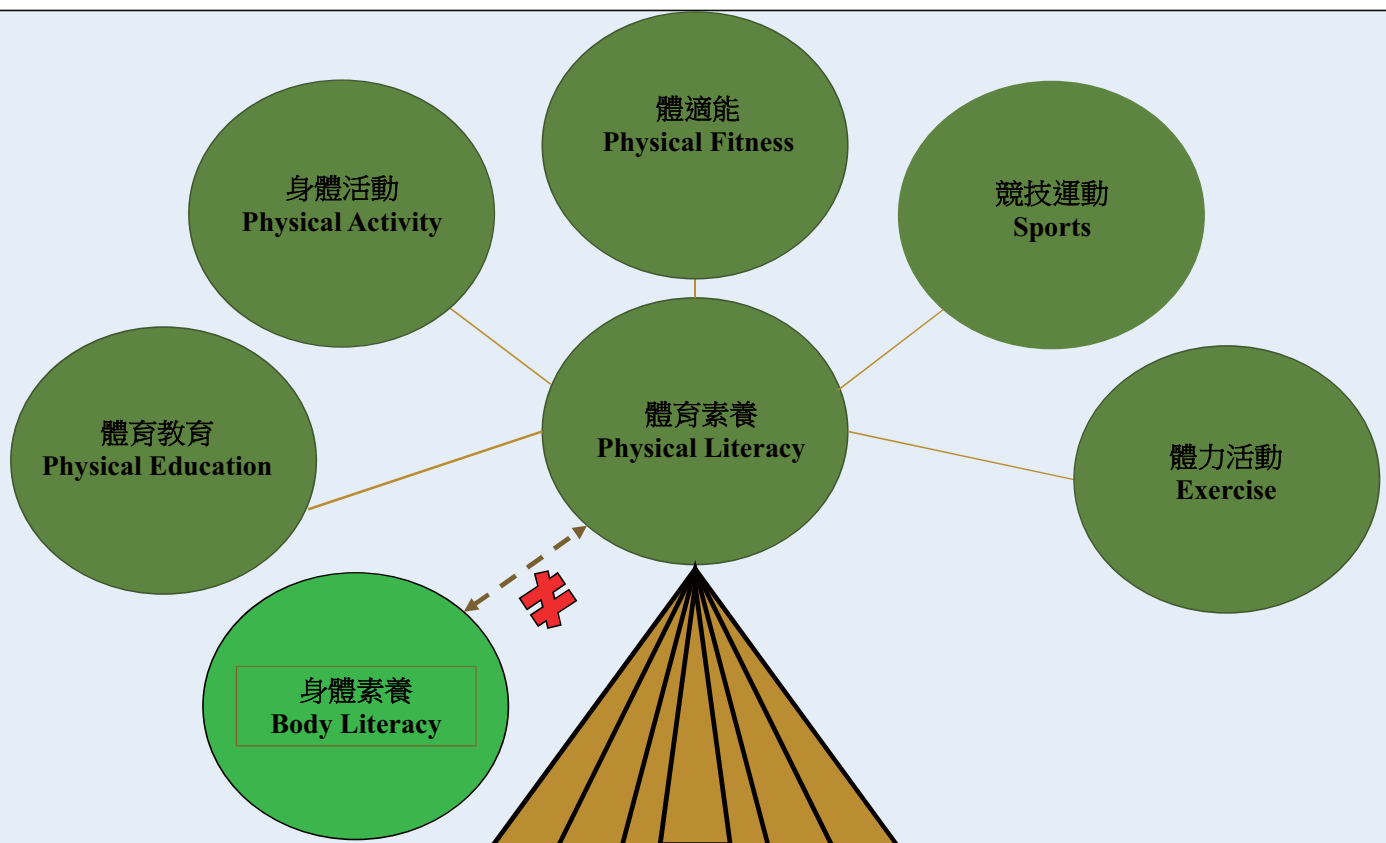 體適能
Physical Fitness
身體活動
Physical Activity
競技運動
Sports
體育素養
Physical Literacy
體育教育
Physical Education
體力活動
Exercise
≠
身體素養
Body Literacy